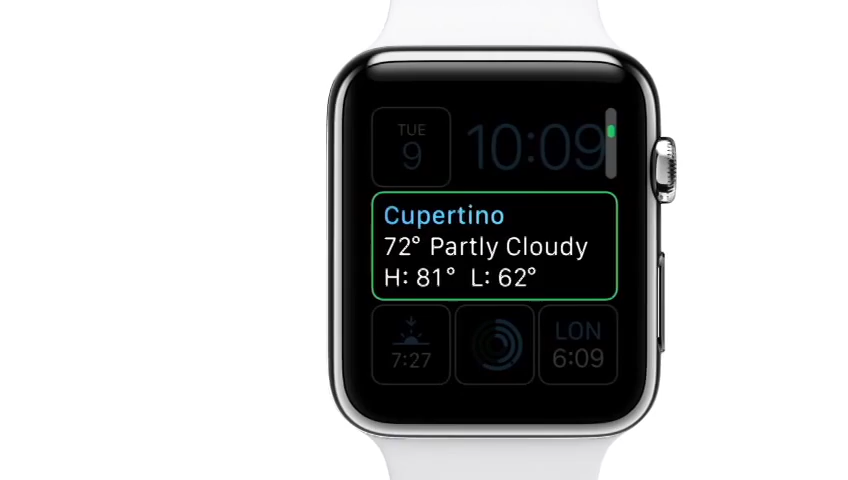 TUE
9
10:09
Cupertino
72° Partly Cloudy
H: 81° L: 62°
7:27
LON
6:09